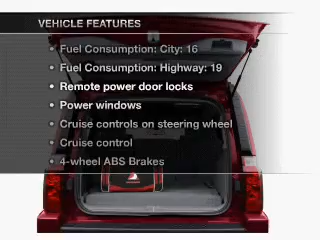 VEHICLE FEATURES
• Fuel Consumption: City: 16
• Fuel Consumption: Highway: 19
• Remote power door locks
• Power windows
• Cruise controls on steering wheel
• Cruise control
• 4-wheel ABS Brakes